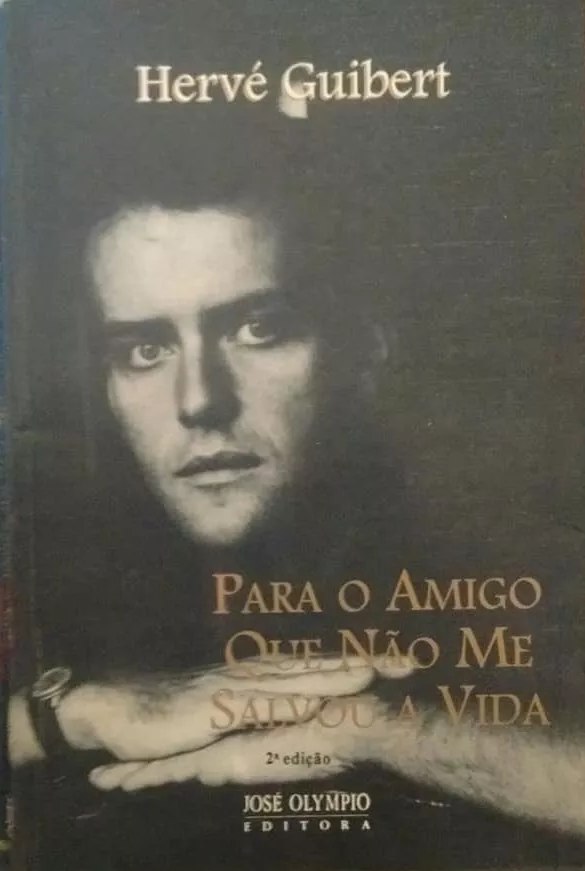 Hervé Guibert
PARA O AMIGO
QUE NÃO ME
SALVOU A VIDA
2ª edição
JOSÉ OLYMPIO
EDITORA